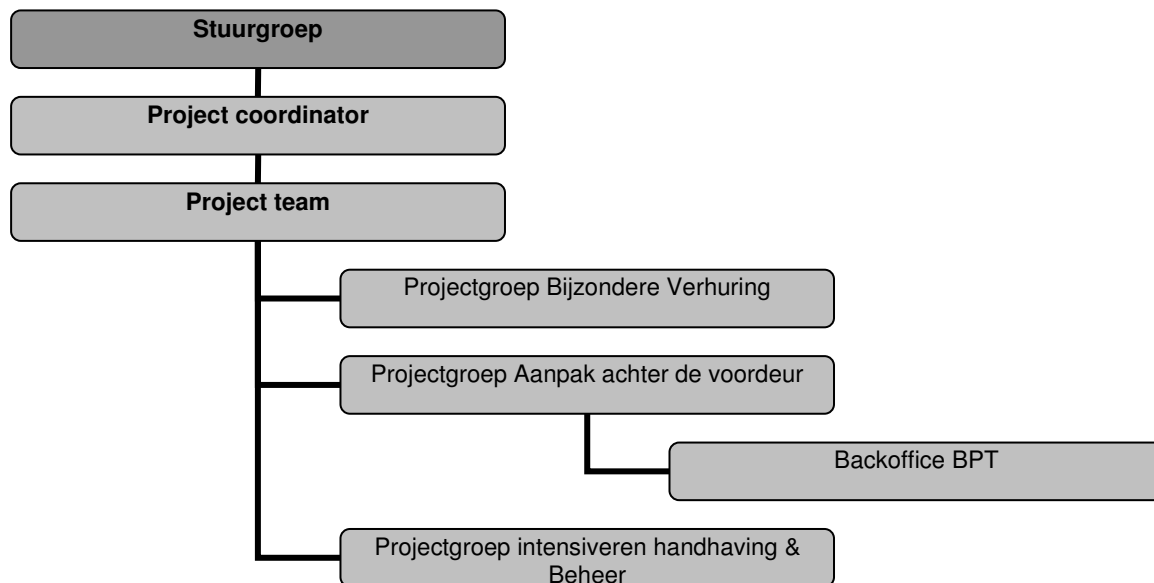 Stuurgroep
Project coordinator
Project team
Projectgroep Bijzondere Verhuring
Projectgroep Aanpak achter de voordeur
Backoffice BPT
Projectgroep intensiveren handhaving &
Beheer